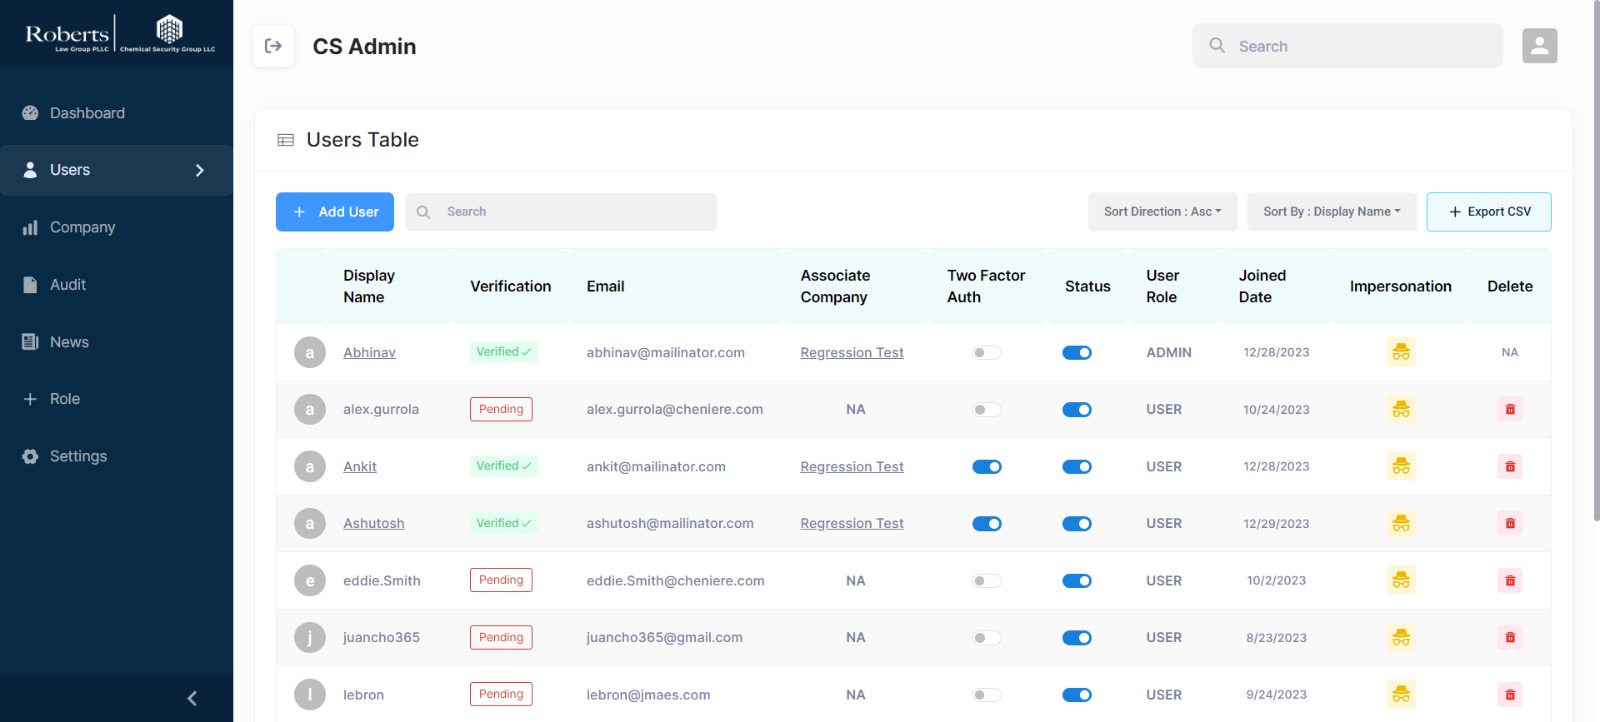 Roberts
Law Group PLLC
Chemical Security Group LLC
CS Admin
Search
Dashboard
Users
Company
Audit
News
Role
Settings
Users Table
+ Add User
Search
Sort Direction : Asc
Sort By : Display Name
+ Export CSV
Display Name Verification Email Associate Company Two Factor Auth Status User Role Joined Date Impersonation Delete
a Abhinav Verified ✓ abhinav@mailinator.com Regression Test ADMIN 12/28/2023 NA
a alex.gurrola Pending alex.gurrola@cheniere.com NA USER 10/24/2023
a Ankit Verified ✓ ankit@mailinator.com Regression Test USER 12/28/2023
a Ashutosh Verified ✓ ashutosh@mailinator.com Regression Test USER 12/29/2023
e eddie.Smith Pending eddie.Smith@cheniere.com NA USER 10/2/2023
j juancho365 Pending juancho365@gmail.com NA USER 8/23/2023
l lebron Pending lebron@jmaes.com NA USER 9/24/2023